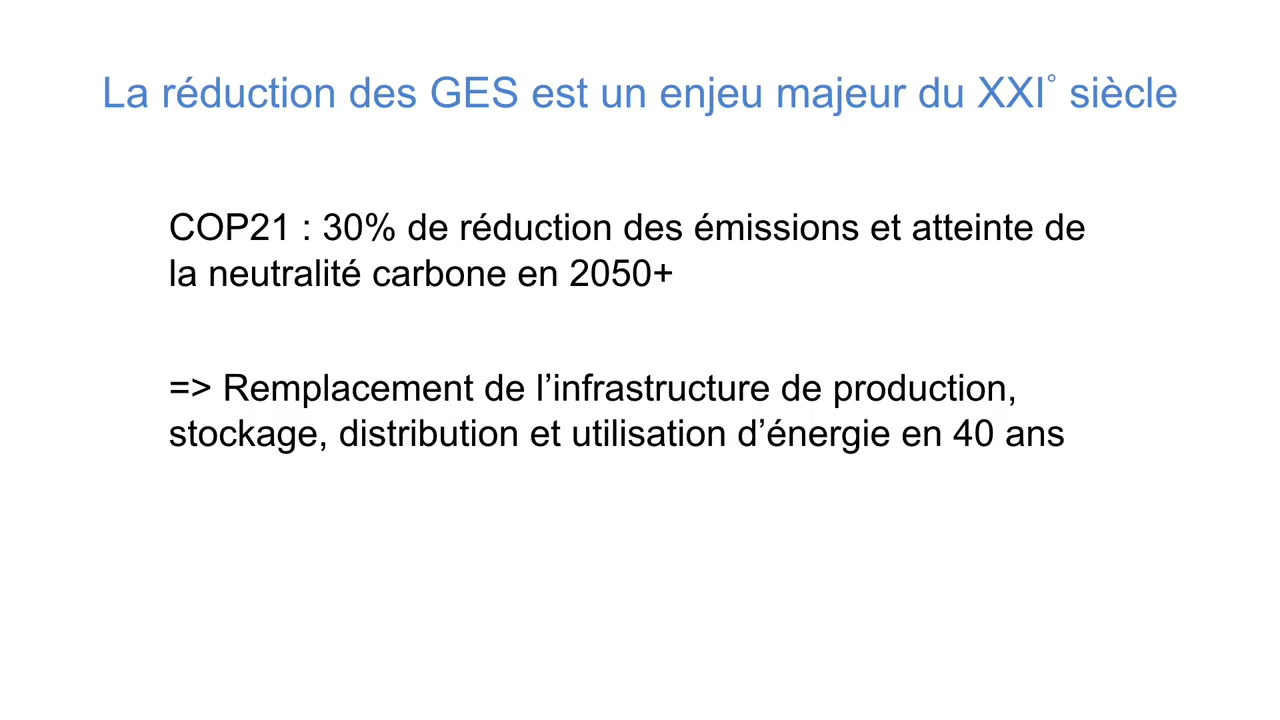 La réduction des GES est un enjeu majeur du XXI° siècle
COP21 : 30% de réduction des émissions et atteinte de
la neutralité carbone en 2050+
=> Remplacement de l’infrastructure de production,
stockage, distribution et utilisation d’énergie en 40 ans